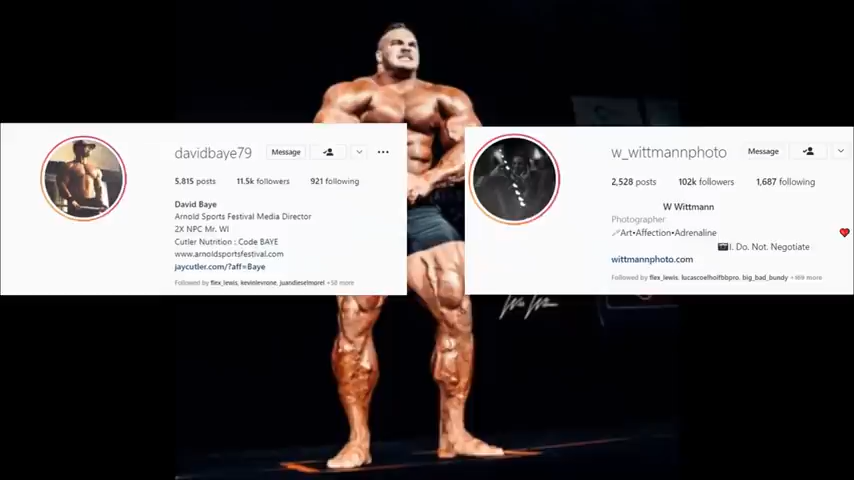 davidbaye79
Message
5,815 posts
11.5k followers
921 following
David Baye
Arnold Sports Festival Media Director
2X NPC Mr. WI
Cutler Nutrition : Code BAYE
www.arnoldsportsfestival.com
jaycutler.com/?aff=Baye
Followed by flex_lewis, kevinlevrone, juandieselmorel + 58 more
w_wittmannphoto
Message
2,528 posts
102k followers
1,687 following
W Wittmann
Photographer
Art•Affection•Adrenaline
I. Do. Not. Negotiate
wittmannphoto.com
Followed by flex_lewis, lucascoelhoifbbpro, big_bad_bundy + 469 more